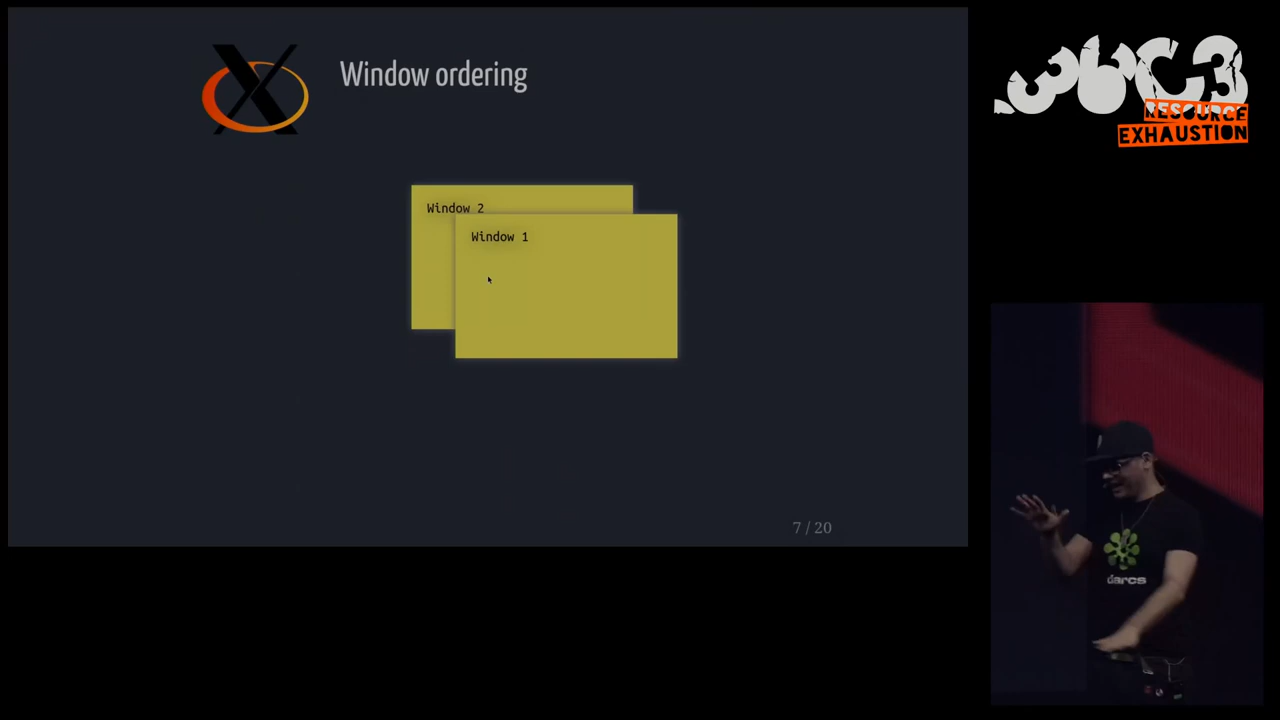 Window ordering
Window 2
Window 1
7 / 20
36C3
RESOURCE
EXHAUSTION
darcs